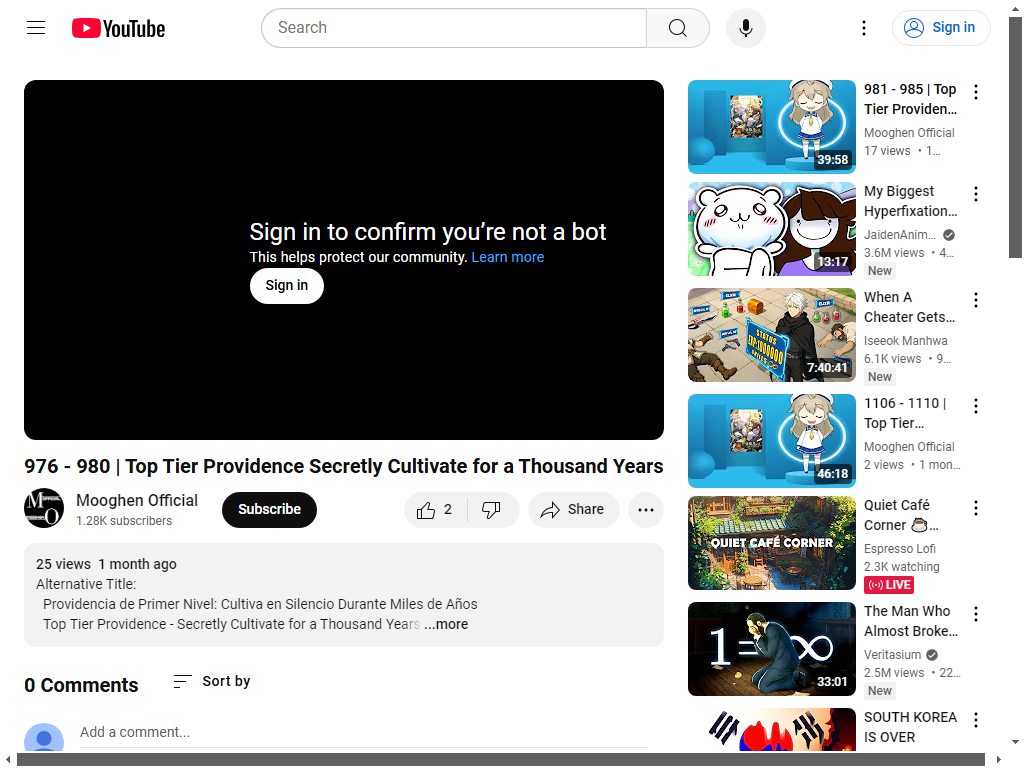 YouTube
Search
Sign in
Sign in to confirm you're not a bot
This helps protect our community. Learn more
Sign in
976 - 980 | Top Tier Providence Secretly Cultivate for a Thousand Years
Mooghen Official
1.28K subscribers
Subscribe
2
Share
25 views 1 month ago
Alternative Title:
Providencia de Primer Nivel: Cultiva en Silencio Durante Miles de Años
Top Tier Providence - Secretly Cultivate for a Thousand Years ...more
0 Comments
Sort by
Add a comment...
39:58
981 - 985 | Top
Tier Providen...
Mooghen Official
17 views • 1...
13:17
My Biggest
Hyperfixation...
JaidenAnim...
3.6M views • 4...
New
STATUS
7:40:41
When A
Cheater Gets...
Iseeok Manhwa
6.1K views • 9...
New
46:18
1106 - 1110 |
Top Tier...
Mooghen Official
2 views • 1 mon...
QUIET CAFÉ CORNER
Quiet Café
Corner ☕...
Espresso Lofi
2.3K watching
LIVE
1=∞
33:01
The Man Who
Almost Broke...
Veritasium
2.5M views • 22...
New
SOUTH KOREA
IS OVER